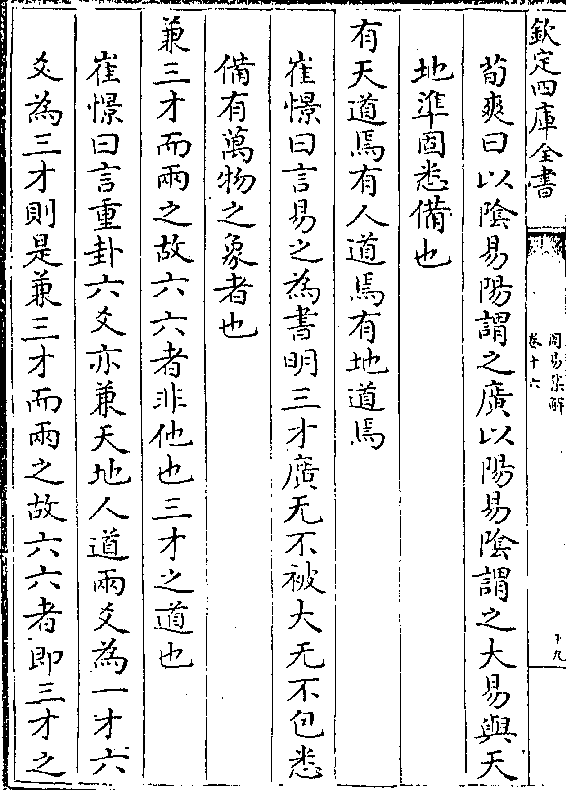 欽定四庫全書
周易集解
卷十六
十九
荀爽曰以陰易陽謂之廣以陽易陰謂之大易與天
地準固悉備也
有天道焉有人道焉有地道焉
崔憬曰言易之為書明三才廣无不被大无不包悉
備有萬物之象者也
兼三才而兩之故六六者非他也三才之道也
崔憬曰言重卦六爻亦兼天地人道兩爻為一才六
爻為三才則是兼三才而兩之故六六者即三才之